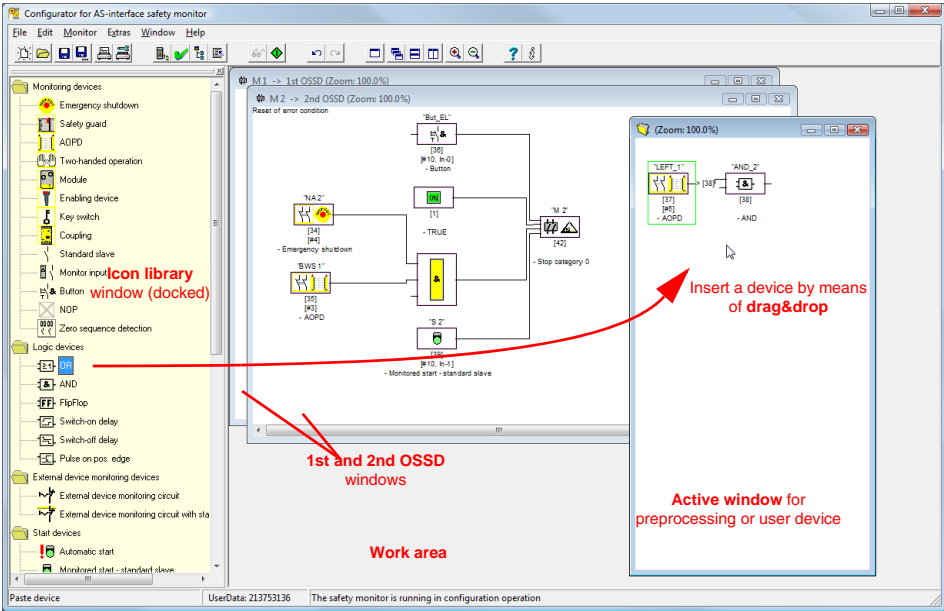 Configurator for AS-interface safety monitor
File Edit Monitor Extras Window Help
Monitoring devices
Emergency shutdown
Safety guard
AOPD
Two-handed operation
Module
Enabling device
Key switch
Coupling
Standard slave
Monitor input
Button
NOP
Zero sequence detection
Logic devices
OR
AND
FlipFlop
Switch-on delay
Switch-off delay
Pulse on pos. edge
External device monitoring devices
External device monitoring circuit
External device monitoring circuit with sta
Start devices
Automatic start
Monitored start - standard slave
Icon library
window (docked)
M 1 -> 1st OSSD (Zoom: 100.0%)
M 2 -> 2nd OSSD (Zoom: 100.0%)
Reset of error condition
"But_EL"
&
[36]
[#10, In-0]
- Button
ON
[1]
- TRUE
"NA 2"
[34]
[#4]
- Emergency shutdown
"BWS 1"
[35]
[#3]
- AOPD
&
"S 2"
[39]
[#10, In-1]
- Monitored start - standard slave
"M 2"
[42]
- Stop category 0
1st and 2nd OSSD
windows
Work area
(Zoom: 100.0%)
"LEFT_1"
[37]
[#5]
- AOPD
[38]
"AND_2"
&
[38]
- AND
Insert a device by means
of drag&drop
Active window for
preprocessing or user device
Paste device
UserData: 213753136
The safety monitor is running in configuration operation